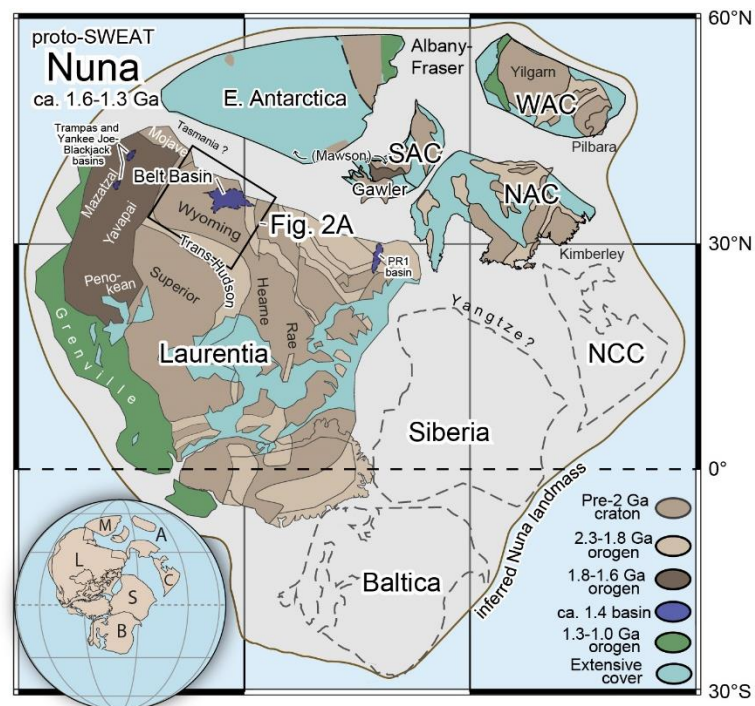 proto-SWEAT
Nuna
ca. 1.6-1.3 Ga
Trampas and
Yankee Joe-
Blackjack
basins
Mojave
Tasmania ?
Mazatzal
Yavapai
Belt Basin
Wyoming
Fig. 2A
Trans-Hudson
Peno-
kean
Superior
Hearne
Rae
PR1
basin
Laurentia
Grenville
E. Antarctica
Albany-
Fraser
Yilgarn
WAC
Pilbara
(Mawson)
SAC
Gawler
NAC
Kimberley
Yangtze?
NCC
Siberia
Baltica
inferred Nuna landmass
60°N
30°N
0°
30°S
Pre-2 Ga
craton
2.3-1.8 Ga
orogen
1.8-1.6 Ga
orogen
ca. 1.4 basin
1.3-1.0 Ga
orogen
Extensive
cover
M
A
L
C
S
B